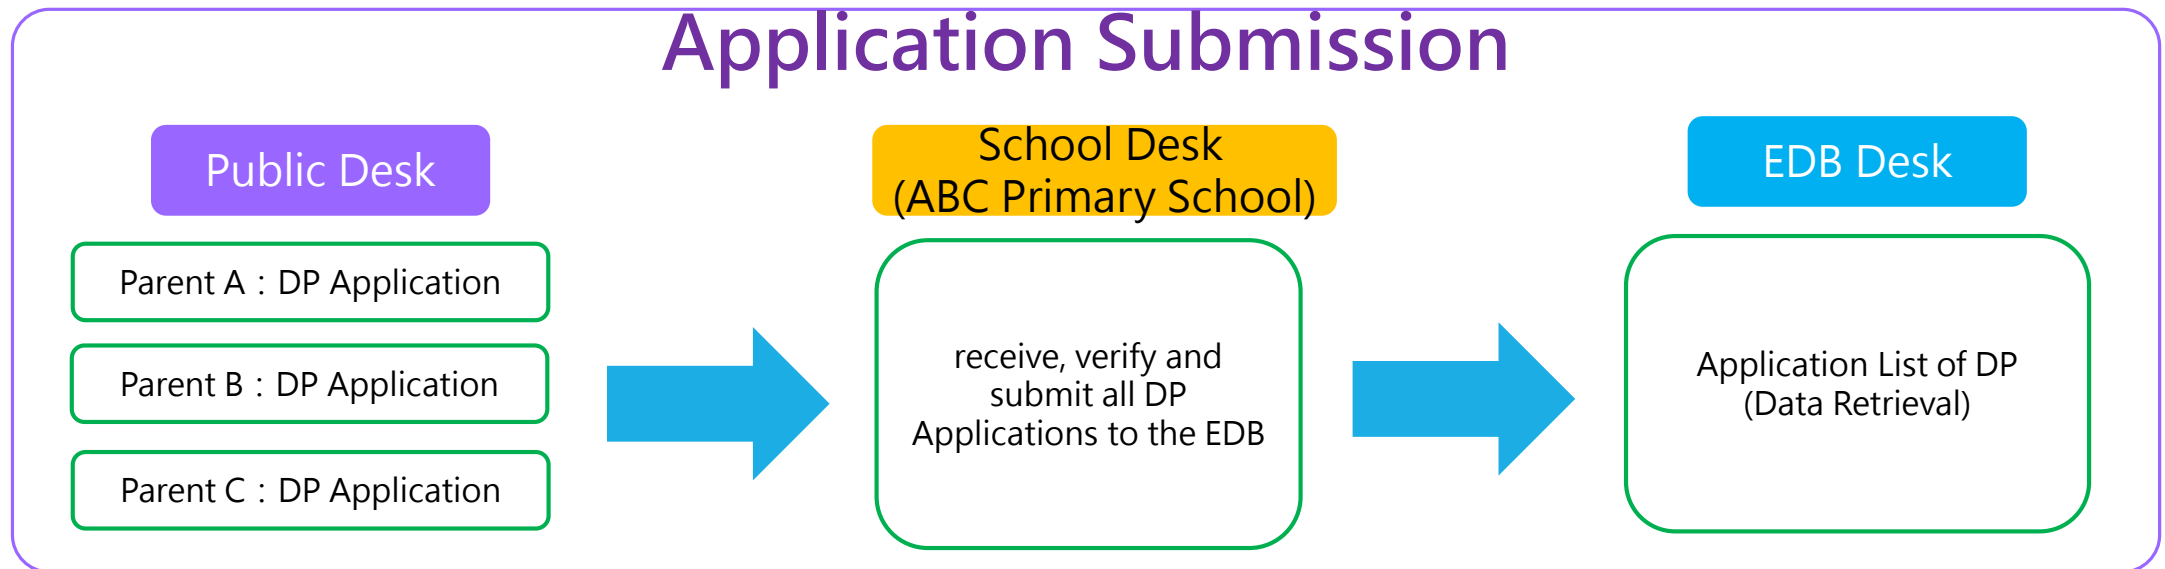 Application Submission
Public Desk
Parent A：DP Application
Parent B：DP Application
Parent C：DP Application
School Desk
(ABC Primary School)
receive, verify and
submit all DP
Applications to the EDB
EDB Desk
Application List of DP
(Data Retrieval)